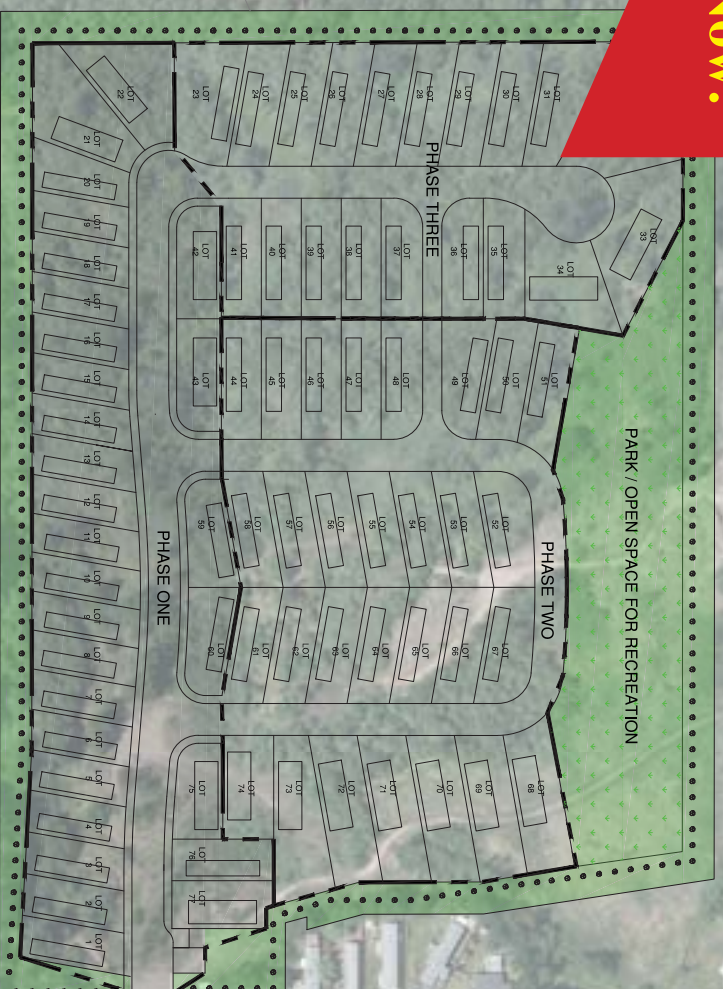 NOW!
PARK / OPEN SPACE FOR RECREATION
PHASE THREE
PHASE TWO
PHASE ONE
LOT
33
LOT
34
LOT
31
LOT
30
LOT
29
LOT
28
LOT
27
LOT
26
LOT
25
LOT
24
LOT
23
LOT
22
LOT
35
LOT
36
LOT
37
LOT
38
LOT
39
LOT
40
LOT
41
LOT
42
LOT
51
LOT
50
LOT
49
LOT
48
LOT
47
LOT
46
LOT
45
LOT
44
LOT
43
LOT
52
LOT
53
LOT
54
LOT
55
LOT
56
LOT
57
LOT
58
LOT
59
LOT
67
LOT
66
LOT
65
LOT
64
LOT
63
LOT
62
LOT
61
LOT
60
LOT
68
LOT
69
LOT
70
LOT
71
LOT
72
LOT
73
LOT
74
LOT
75
LOT
76
LOT
77
LOT
21
LOT
20
LOT
19
LOT
18
LOT
17
LOT
16
LOT
15
LOT
14
LOT
13
LOT
12
LOT
11
LOT
10
LOT
9
LOT
8
LOT
7
LOT
6
LOT
5
LOT
4
LOT
3
LOT
2
LOT
1